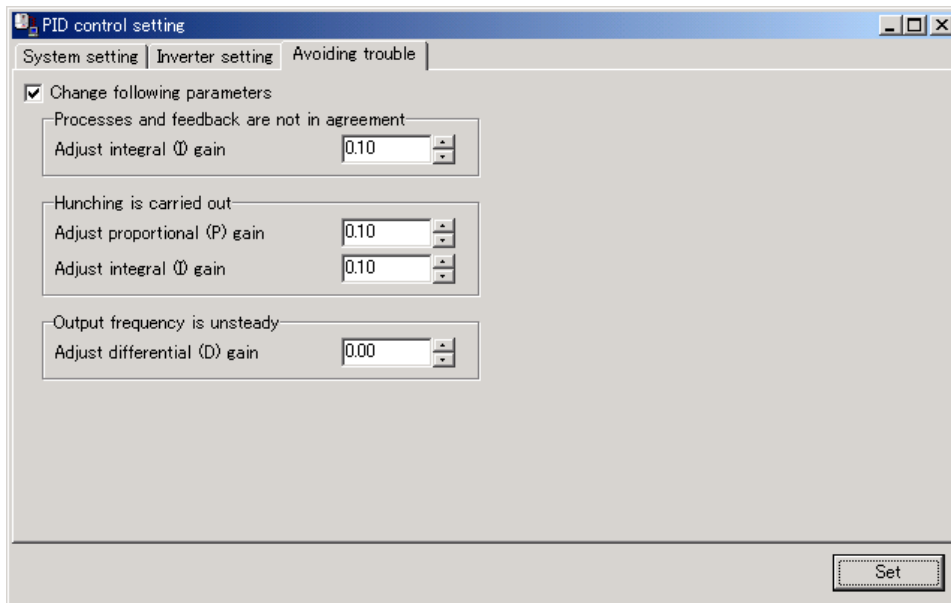 PID control setting
System setting Inverter setting Avoiding trouble
Change following parameters
Processes and feedback are not in agreement
Adjust integral (I) gain 0.10
Hunching is carried out
Adjust proportional (P) gain 0.10
Adjust integral (I) gain 0.10
Output frequency is unsteady
Adjust differential (D) gain 0.00
Set